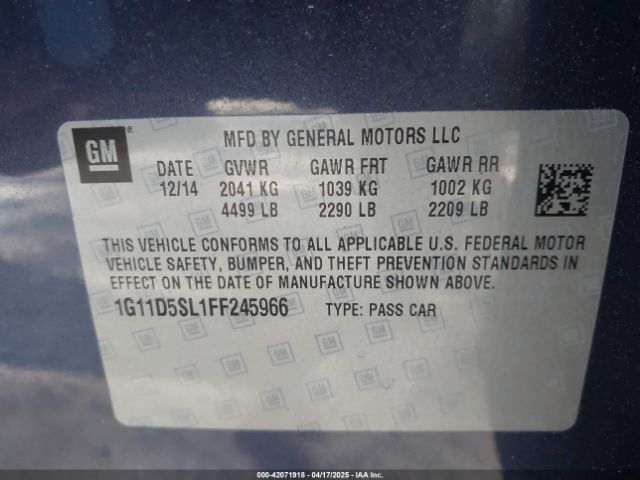 GM
MFD BY GENERAL MOTORS LLC
DATE GVWR GAWR FRT GAWR RR
12/14 2041 KG 1039 KG 1002 KG
4499 LB 2290 LB 2209 LB
THIS VEHICLE CONFORMS TO ALL APPLICABLE U.S. FEDERAL MOTOR
VEHICLE SAFETY, BUMPER, AND THEFT PREVENTION STANDARDS IN
EFFECT ON THE DATE OF MANUFACTURE SHOWN ABOVE.
1G11D5SL1FF245966 TYPE: PASS CAR
000-42071918 - 04/17/2025 - IAA Inc.